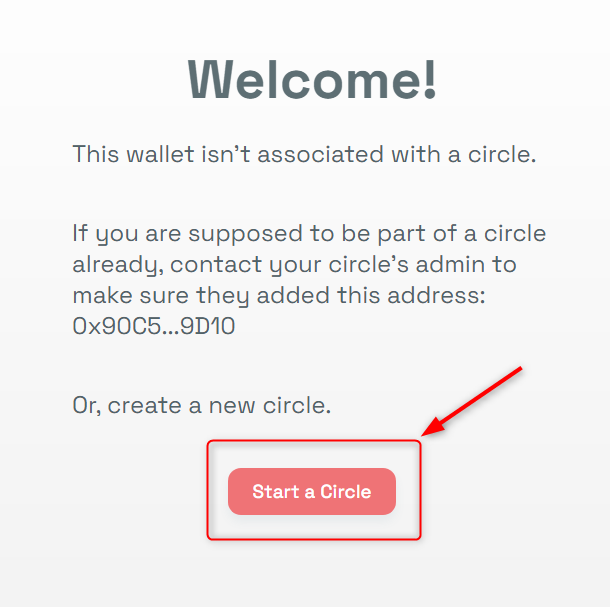 Welcome!
This wallet isn't associated with a circle.
If you are supposed to be part of a circle
already, contact your circle's admin to
make sure they added this address:
0x90C5...9D10
Or, create a new circle.
Start a Circle